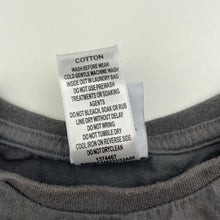 COTTON
WASH BEFORE WEAR
COLD GENTLE MACHINE WASH
INSIDE OUT IN LAUNDRY BAG
DO NOT USE PREWASH
TREATMENTS OR SOAKING
AGENTS
DO NOT BLEACH, SOAK OR RUB
LINE DRY WITHOUT DELAY
DO NOT WRING
DO NOT TUMBLE DRY
COOL IRON ON REVERSE SIDE
DO NOT DRYCLEAN